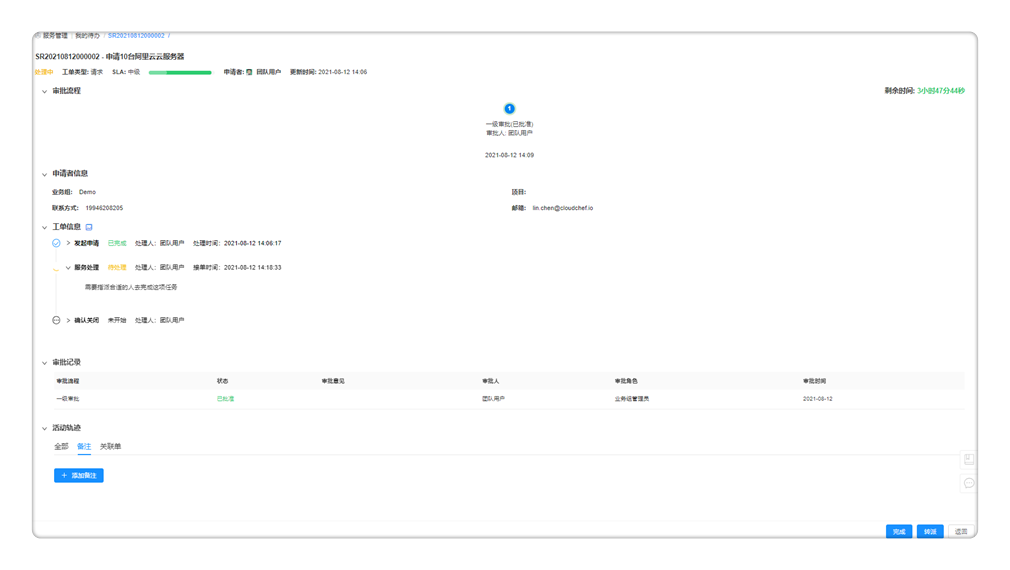 服务管理 / 我的待办 / SR20210812000002 /
SR20210812000002 - 申请10台阿里云云服务器
处理中 工单类型: 请求 SLA: 中级 申请者: 团队用户 更新时间: 2021-08-12 14:06
审批流程 剩余时间: 3小时47分44秒
1
一级审批(已批准)
审批人: 团队用户
2021-08-12 14:09
申请者信息
业务组: Demo 项目:
联系方式: 19946208205 邮箱: lin.chen@cloudchef.io
工单信息
发起申请 已完成 处理人: 团队用户 处理时间: 2021-08-12 14:06:17
服务处理 待处理 处理人: 团队用户 接单时间: 2021-08-12 14:18:33
需要指派合适的人去完成这项任务
确认关闭 未开始 处理人: 团队用户
审批记录
审批流程 状态 审批意见 审批人 审批角色 审批时间
一级审批 已批准 团队用户 业务组管理员 2021-08-12
活动轨迹
全部 备注 关联单
+ 添加备注
完成 转派 退回